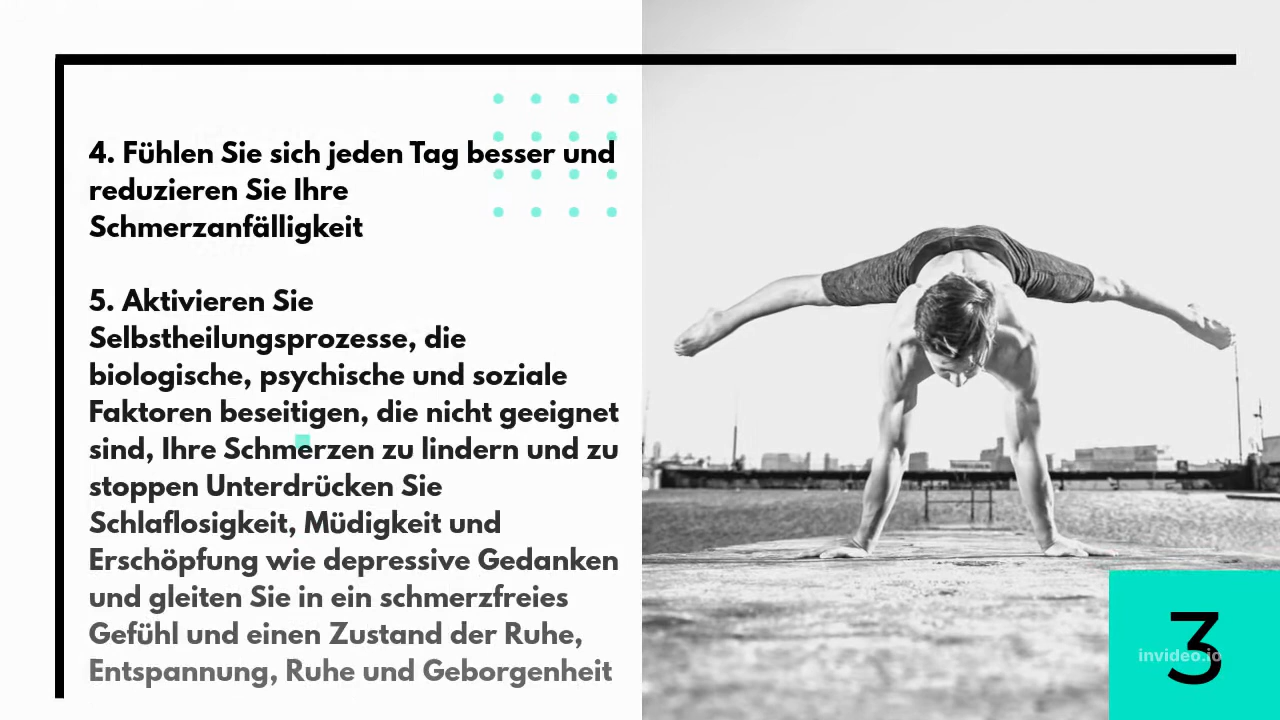 4. Fühlen Sie sich jeden Tag besser und
reduzieren Sie Ihre
Schmerzanfälligkeit
5. Aktivieren Sie
Selbstheilungsprozesse, die
biologische, psychische und soziale
Faktoren beseitigen, die nicht geeignet
sind, Ihre Schmerzen zu lindern und zu
stoppen Unterdrücken Sie
Schlaflosigkeit, Müdigkeit und
Erschöpfung wie depressive Gedanken
und gleiten Sie in ein schmerzfreies
Gefühl und einen Zustand der Ruhe,
Entspannung, Ruhe und Geborgenheit
3
invideo.io